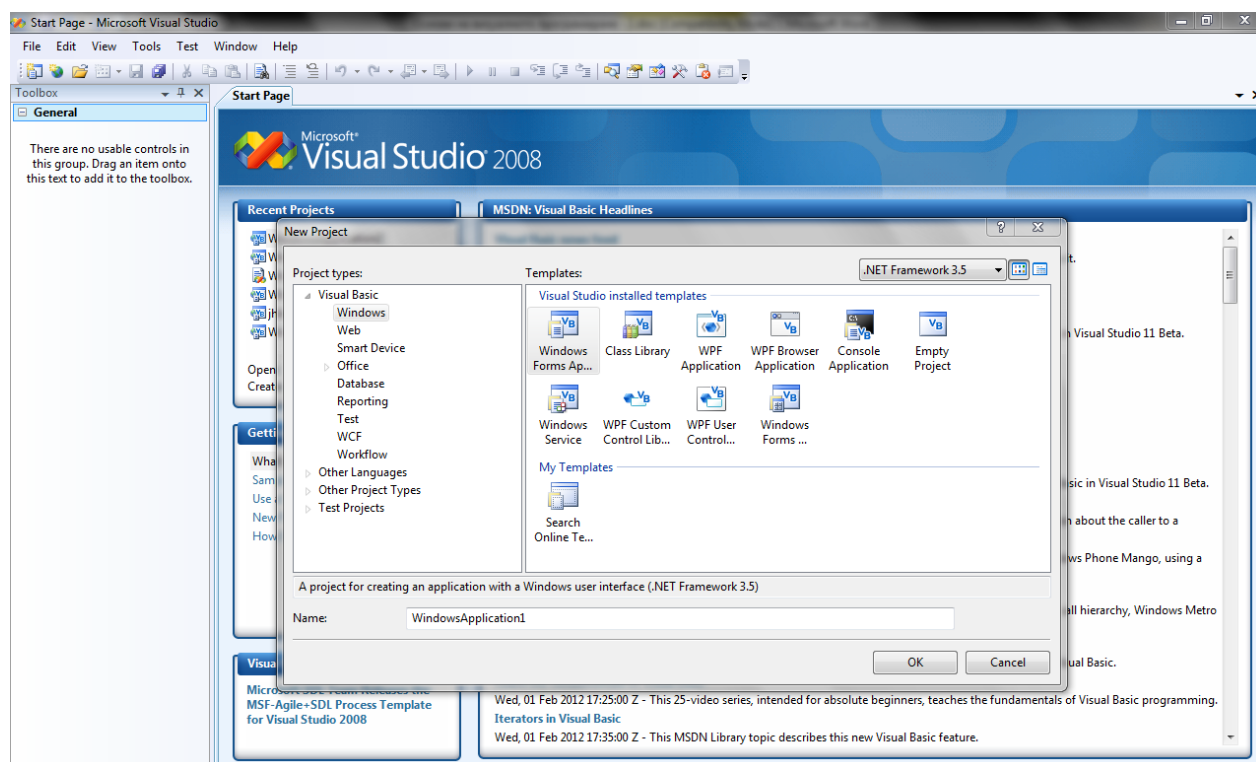 Start Page - Microsoft Visual Studio
File Edit View Tools Test Window Help
Toolbox
Start Page
General
There are no usable controls in
this group. Drag an item onto
this text to add it to the toolbox.
Microsoft
Visual Studio 2008
Recent Projects
MSDN: Visual Basic Headlines
New Project
Project types:
Templates:
.NET Framework 3.5
Visual Basic
Windows
Web
Smart Device
Office
Database
Reporting
Test
WCF
Workflow
Other Languages
Other Project Types
Test Projects
Visual Studio installed templates
Windows
Forms Ap...
Class Library
WPF
Application
WPF Browser
Application
Console
Application
Empty
Project
Windows
Service
WPF Custom
Control Lib...
WPF User
Control...
Windows
Forms ...
My Templates
Search
Online Te...
A project for creating an application with a Windows user interface (.NET Framework 3.5)
Name: WindowsApplication1
OK Cancel
Open
Visual Studio 11 Beta.
sic in Visual Studio 11 Beta.
about the caller to a
ws Phone Mango, using a
all hierarchy, Windows Metro
ual Basic.
Microsoft SDL Team Releases the
MSF-Agile+SDL Process Template
for Visual Studio 2008
Wed, 01 Feb 2012 17:25:00 Z - This 25-video series, intended for absolute beginners, teaches the fundamentals of Visual Basic programming.
Iterators in Visual Basic
Wed, 01 Feb 2012 17:35:00 Z - This MSDN Library topic describes this new Visual Basic feature.